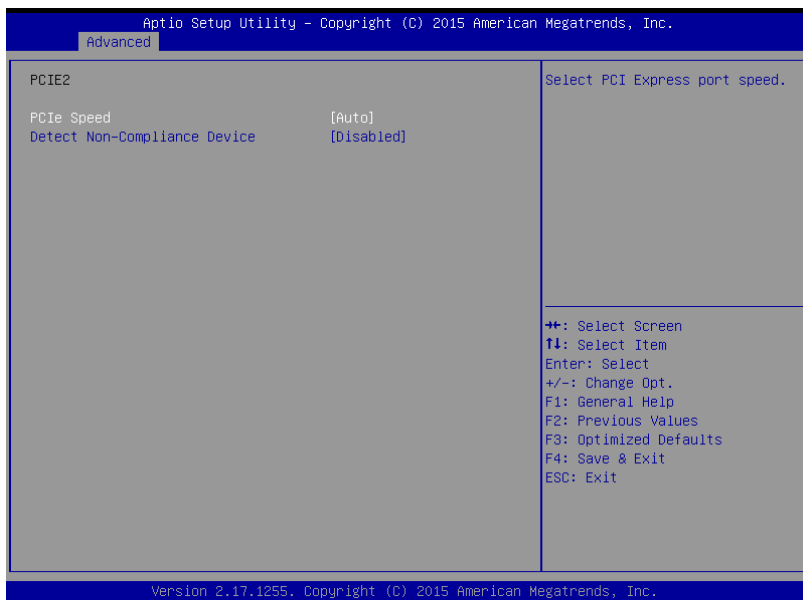 Aptio Setup Utility – Copyright (C) 2015 American Megatrends, Inc.
Advanced
PCIE2
PCIe Speed [Auto]
Detect Non-Compliance Device [Disabled]
Select PCI Express port speed.
→←: Select Screen
↑↓: Select Item
Enter: Select
+/-: Change Opt.
F1: General Help
F2: Previous Values
F3: Optimized Defaults
F4: Save & Exit
ESC: Exit
Version 2.17.1255. Copyright (C) 2015 American Megatrends, Inc.